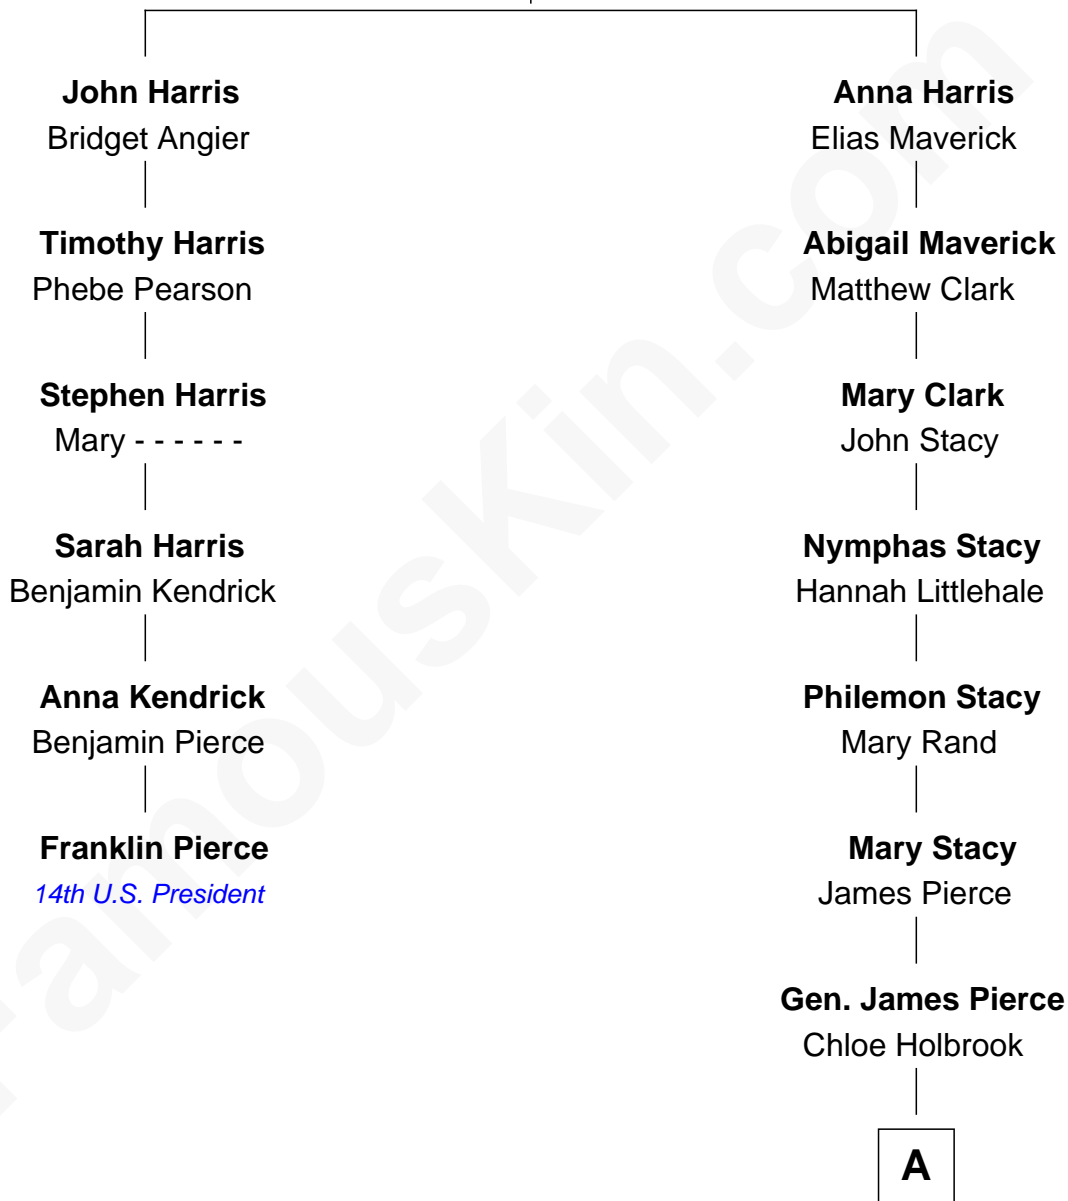 John Harris
Bridget Angier
Anna Harris
Elias Maverick
Timothy Harris
Phebe Pearson
Abigail Maverick
Matthew Clark
Stephen Harris
Mary - - - - - -
Mary Clark
John Stacy
Sarah Harris
Benjamin Kendrick
Nymphas Stacy
Hannah Littlehale
Anna Kendrick
Benjamin Pierce
Philemon Stacy
Mary Rand
Franklin Pierce
14th U.S. President
Mary Stacy
James Pierce
Gen. James Pierce
Chloe Holbrook
A
FamousKin.com